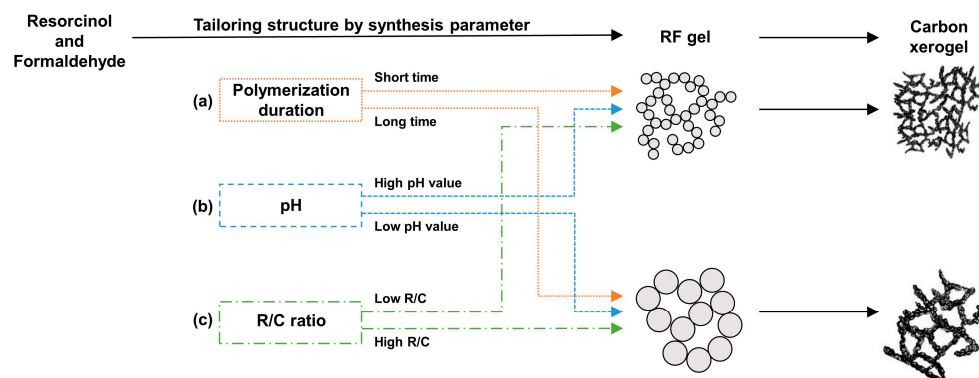 Resorcinol
and
Formaldehyde
Tailoring structure by synthesis parameter
RF gel
Carbon
xerogel
(a)
Polymerization
duration
Short time
Long time
(b)
pH
High pH value
Low pH value
(c)
R/C ratio
Low R/C
High R/C